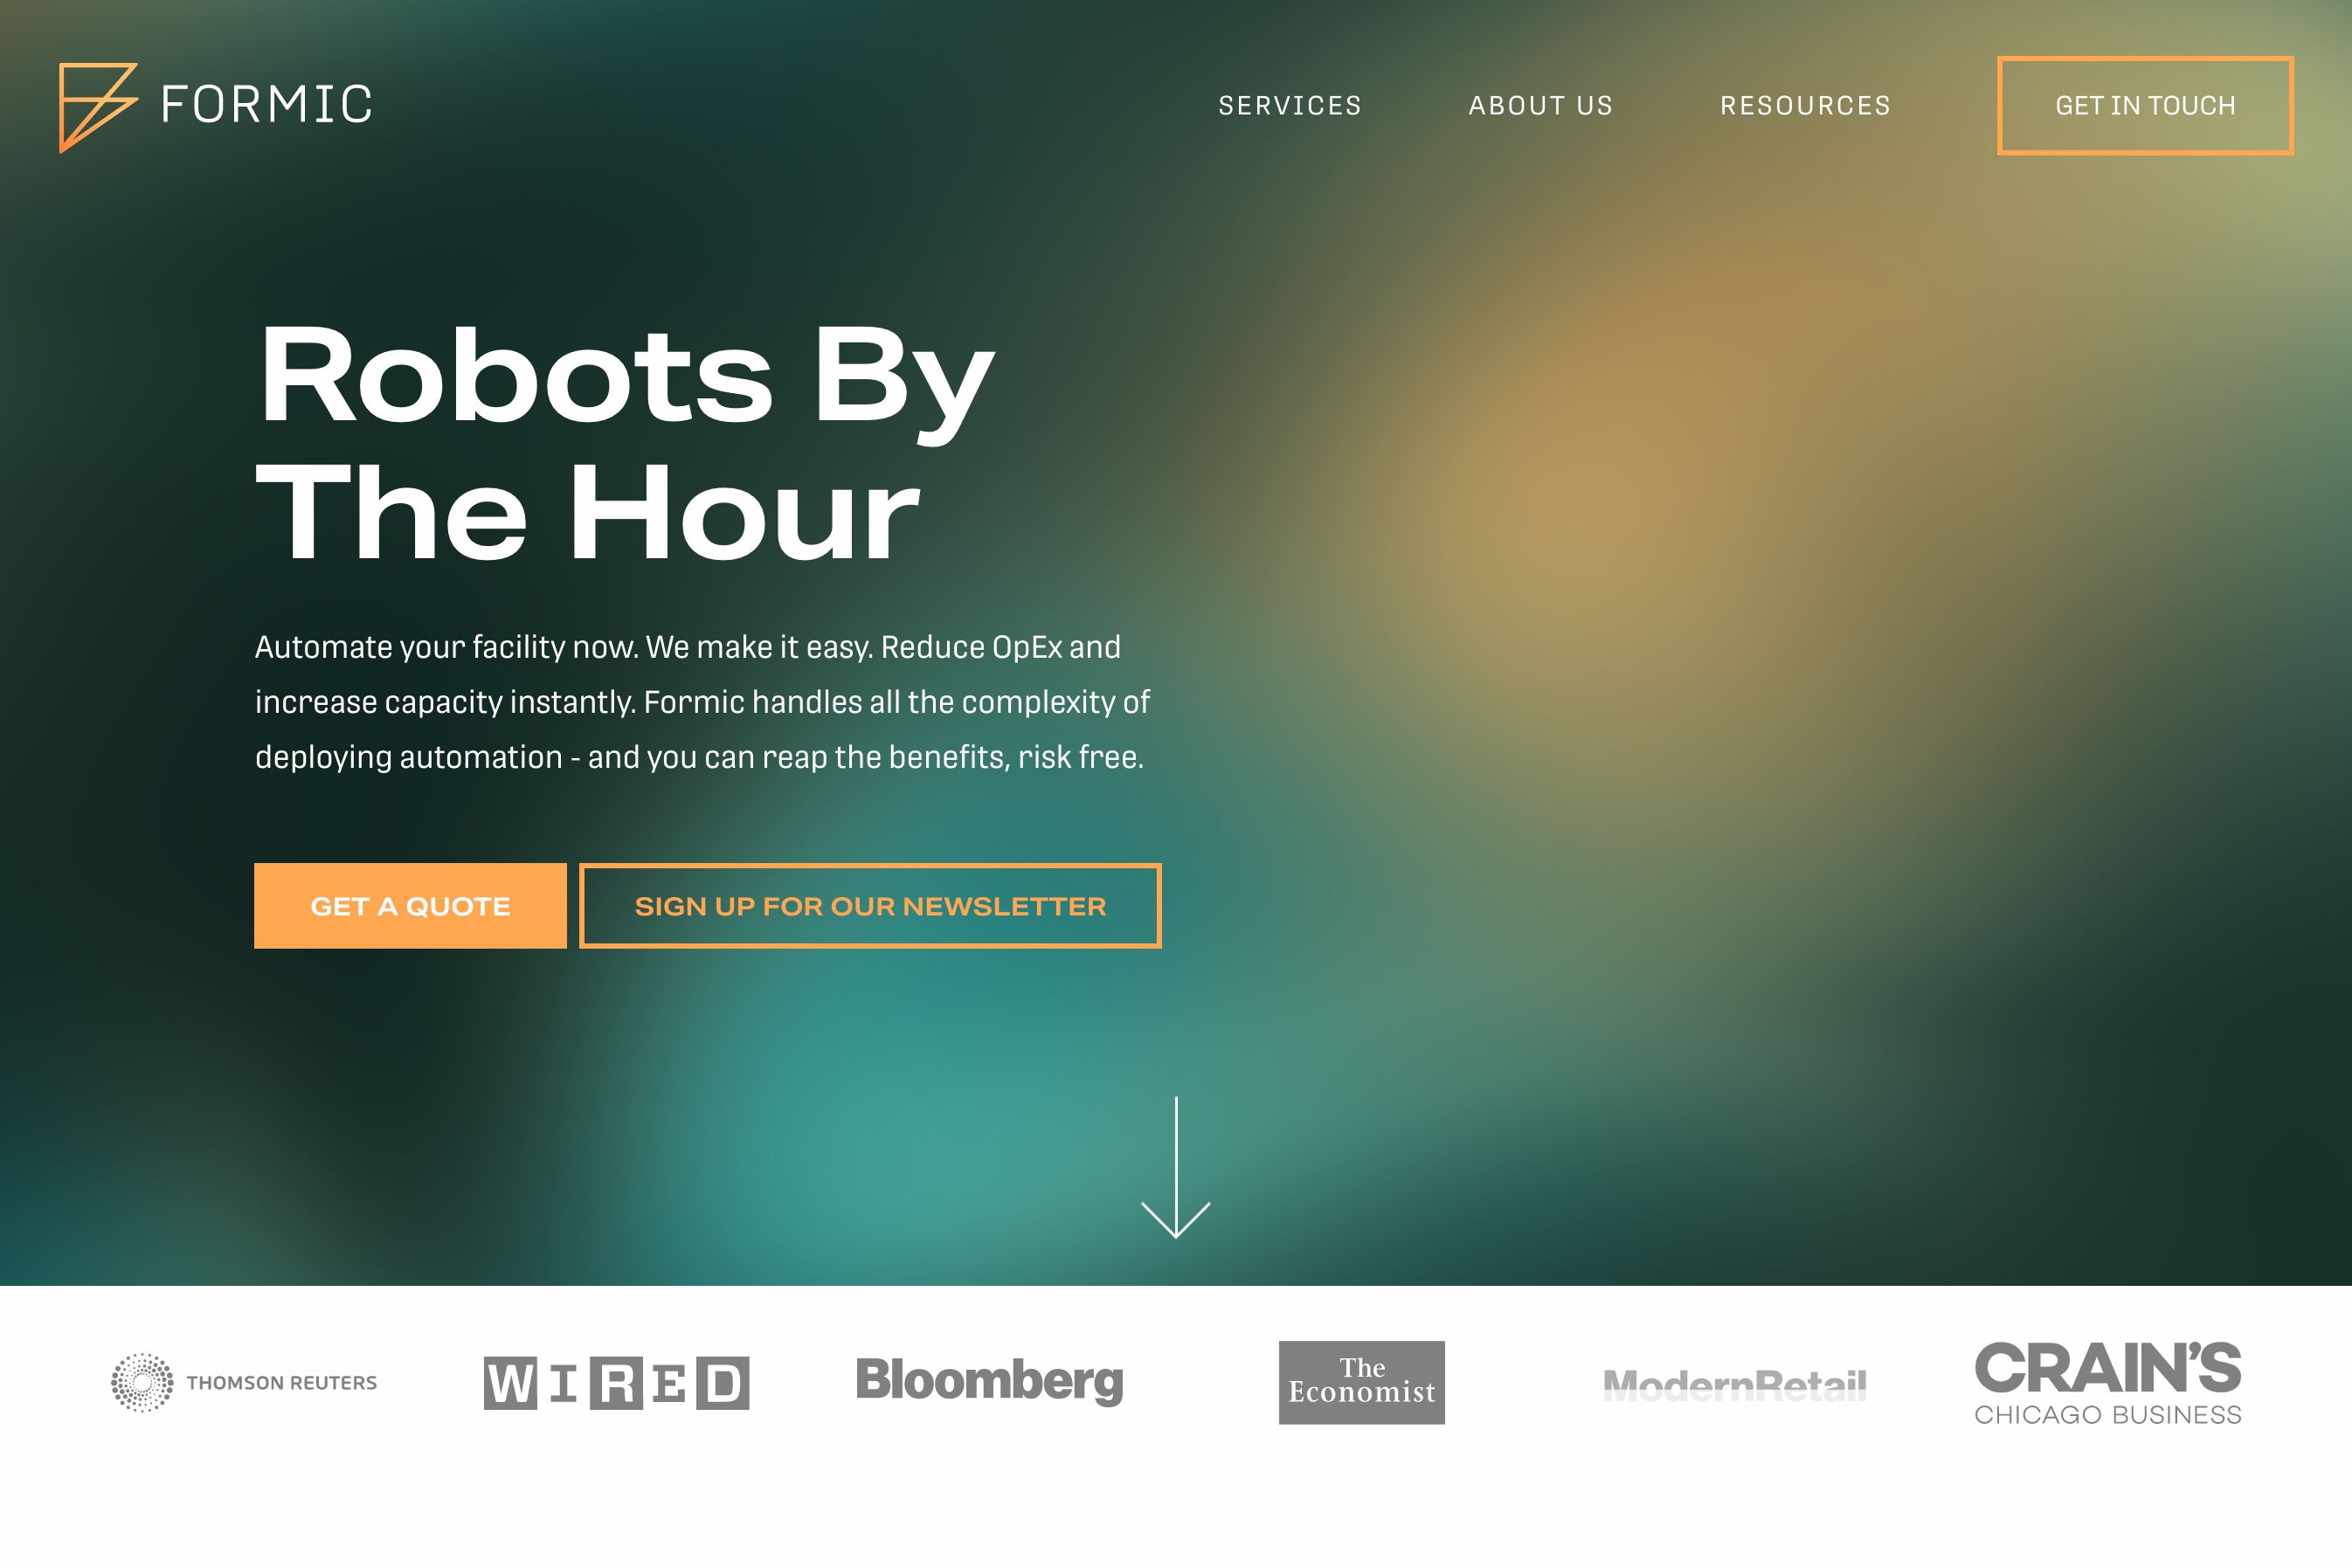 FORMIC
SERVICES
ABOUT US
RESOURCES
GET IN TOUCH
Robots By
The Hour
Automate your facility now. We make it easy. Reduce OpEx and
increase capacity instantly. Formic handles all the complexity of
deploying automation - and you can reap the benefits, risk free.
GET A QUOTE
SIGN UP FOR OUR NEWSLETTER
THOMSON REUTERS
WIRED
Bloomberg
The
Economist
ModernRetail
CRAIN'S
CHICAGO BUSINESS